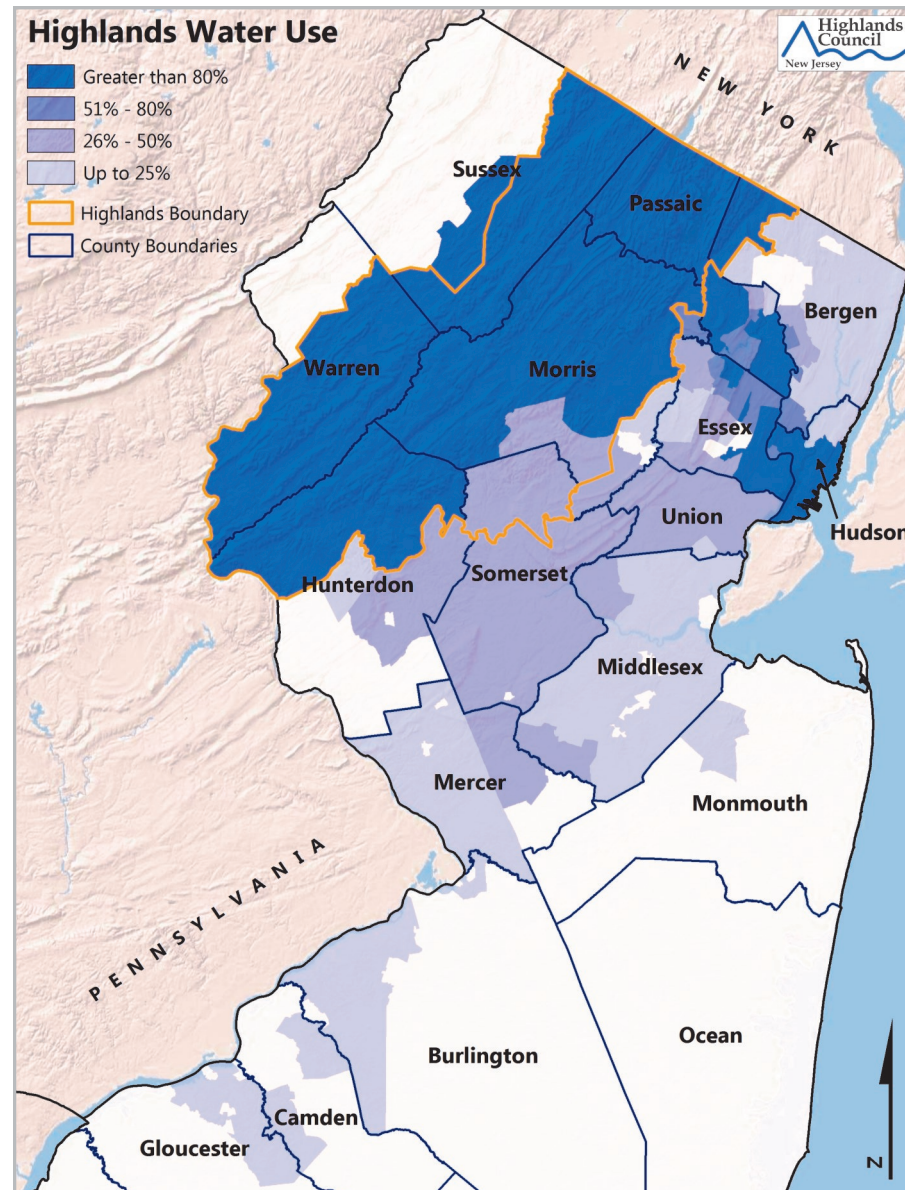 Highlands Water Use
Greater than 80%
51% - 80%
26% - 50%
Up to 25%
Highlands Boundary
County Boundaries
Highlands
Council
New Jersey
NEW YORK
Sussex
Passaic
Bergen
Warren
Morris
Essex
Union
Hudson
Hunterdon
Somerset
Middlesex
Mercer
Monmouth
PENNSYLVANIA
Ocean
Burlington
Camden
Gloucester
N